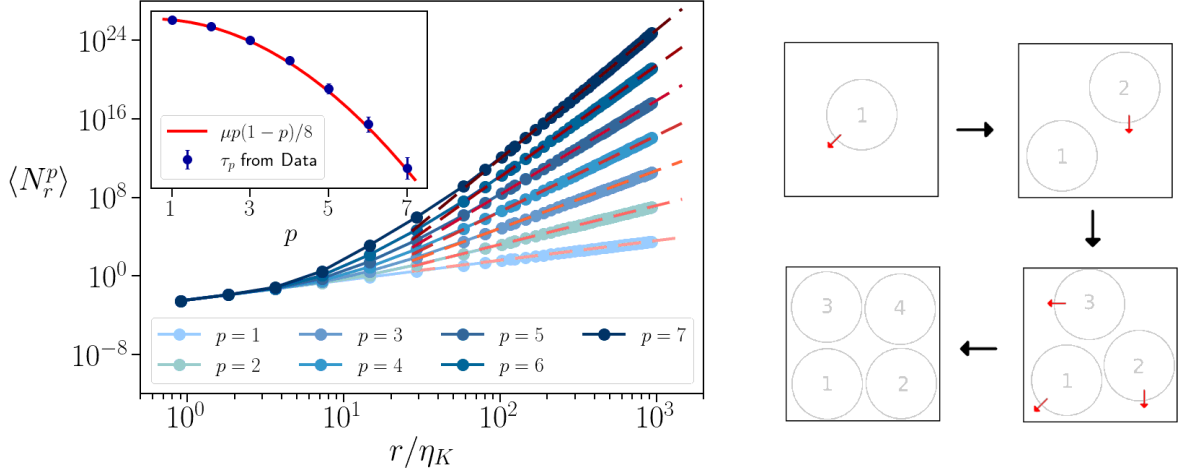 10^{24}
10^{16}
10^{8}
10^{0}
10^{-8}
⟨N_r^p⟩
μp(1 − p)/8
τ_p from Data
1 3 5 7
p
p = 1 p = 3 p = 5 p = 7
p = 2 p = 4 p = 6
10^0 10^1 10^2 10^3
r/η_K
1
2
1
3 4
1 2
3
1 2